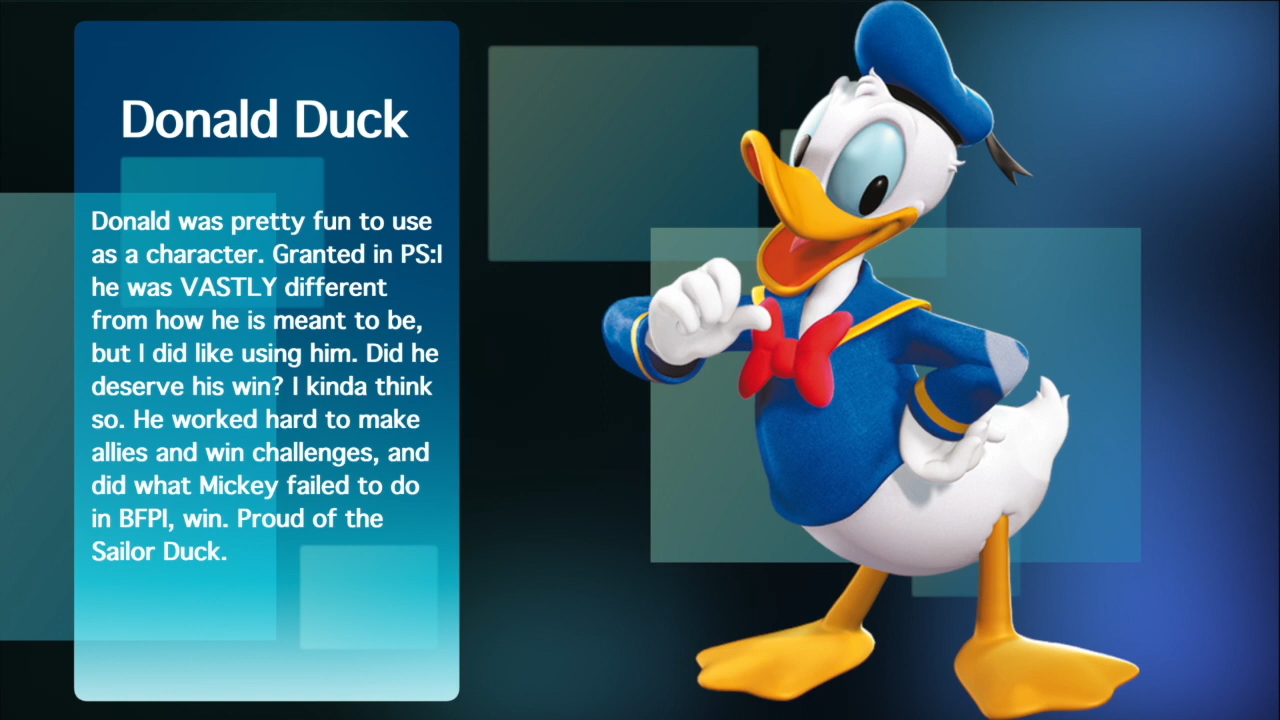 Donald Duck
Donald was pretty fun to use
as a character. Granted in PS:I
he was VASTLY different
from how he is meant to be,
but I did like using him. Did he
deserve his win? I kinda think
so. He worked hard to make
allies and win challenges, and
did what Mickey failed to do
in BFPI, win. Proud of the
Sailor Duck.